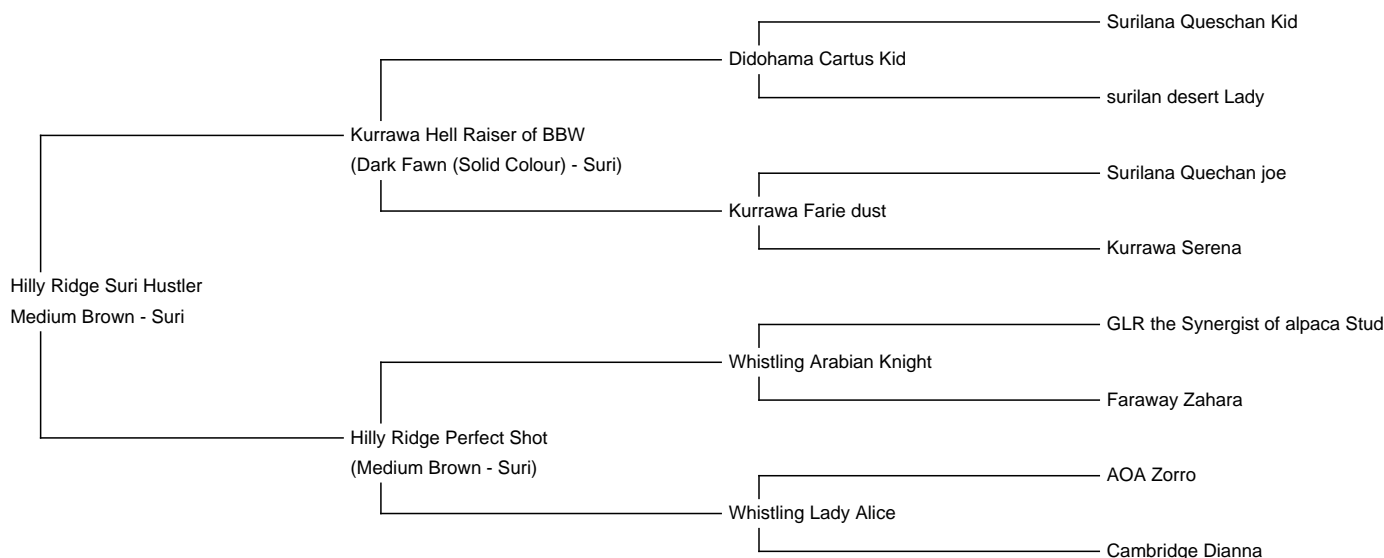 Surilana Queschan Kid
Didohama Cartus Kid
surilan desert Lady
Kurrawa Hell Raiser of BBW
(Dark Fawn (Solid Colour) - Suri)
Surilana Quechan joe
Kurrawa Farie dust
Kurrawa Serena
Hilly Ridge Suri Hustler
Medium Brown - Suri
GLR the Synergist of alpaca Stud
Whistling Arabian Knight
Faraway Zahara
Hilly Ridge Perfect Shot
(Medium Brown - Suri)
AOA Zorro
Whistling Lady Alice
Cambridge Dianna